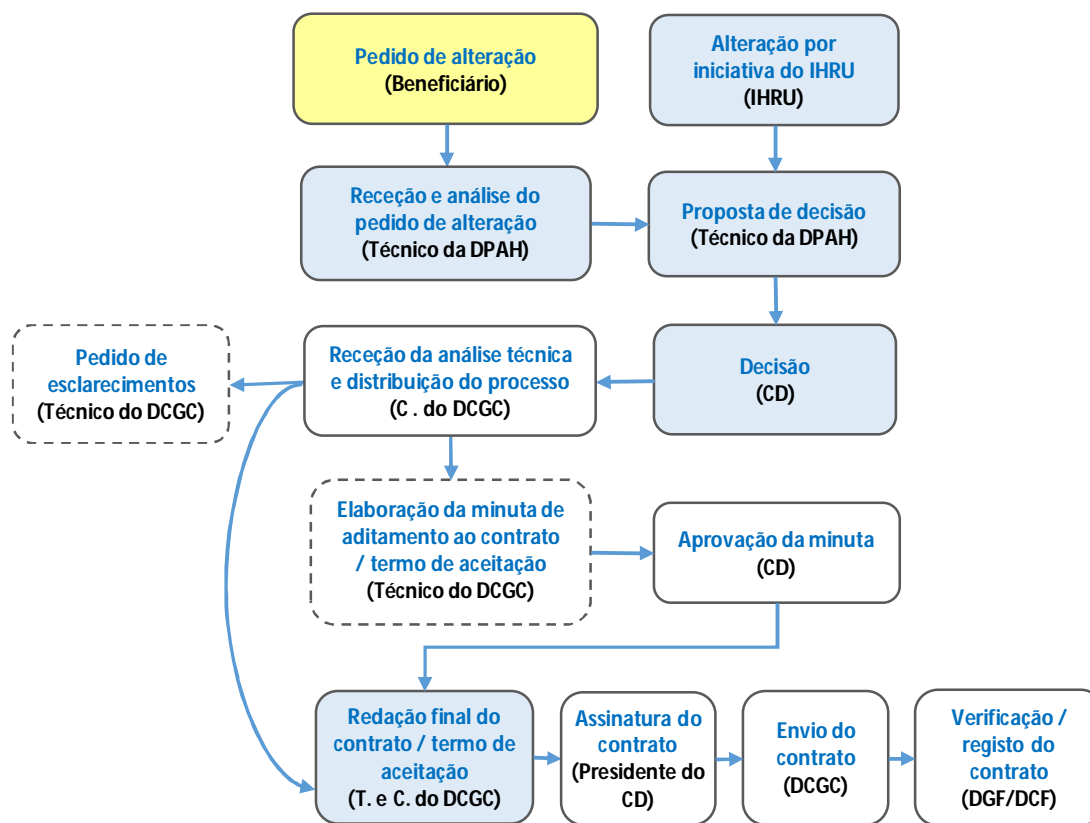 Pedido de alteração
(Beneficiário)
Alteração por
iniciativa do IHRU
(IHRU)
Receção e análise do
pedido de alteração
(Técnico da DPAH)
Proposta de decisão
(Técnico da DPAH)
Pedido de
esclarecimentos
(Técnico do DCGC)
Receção da análise técnica
e distribuição do processo
(C . do DCGC)
Decisão
(CD)
Elaboração da minuta de
aditamento ao contrato
/ termo de aceitação
(Técnico do DCGC)
Aprovação da minuta
(CD)
Redação final do
contrato / termo de
aceitação
(T. e C. do DCGC)
Assinatura do
contrato
(Presidente do
CD)
Envio do
contrato
(DCGC)
Verificação /
registo do
contrato
(DGF/DCF)